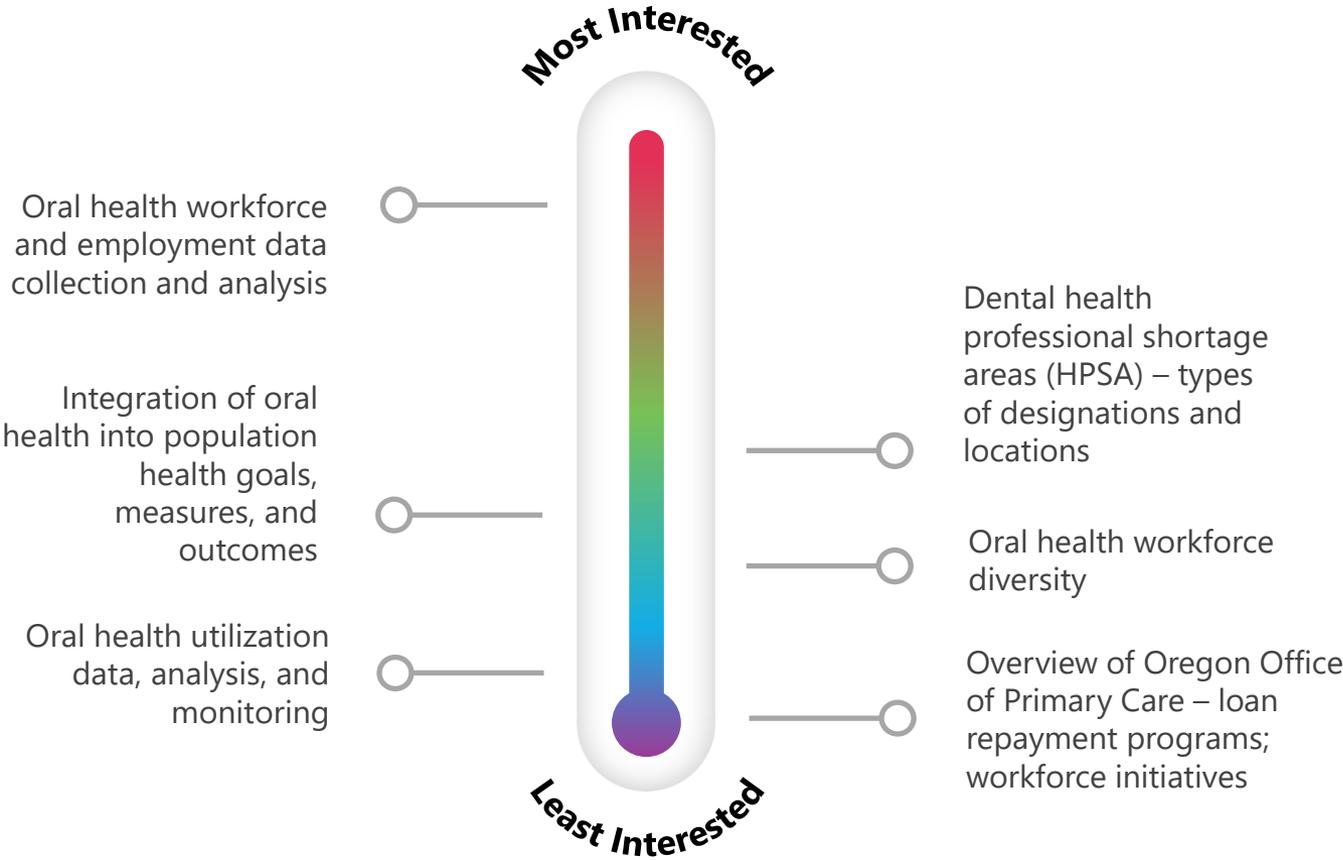 Most Interested
Oral health workforce
and employment data
collection and analysis
Dental health
professional shortage
areas (HPSA) – types
of designations and
locations
Integration of oral
health into population
health goals,
measures, and
outcomes
Oral health workforce
diversity
Oral health utilization
data, analysis, and
monitoring
Overview of Oregon Office
of Primary Care – loan
repayment programs;
workforce initiatives
Least Interested